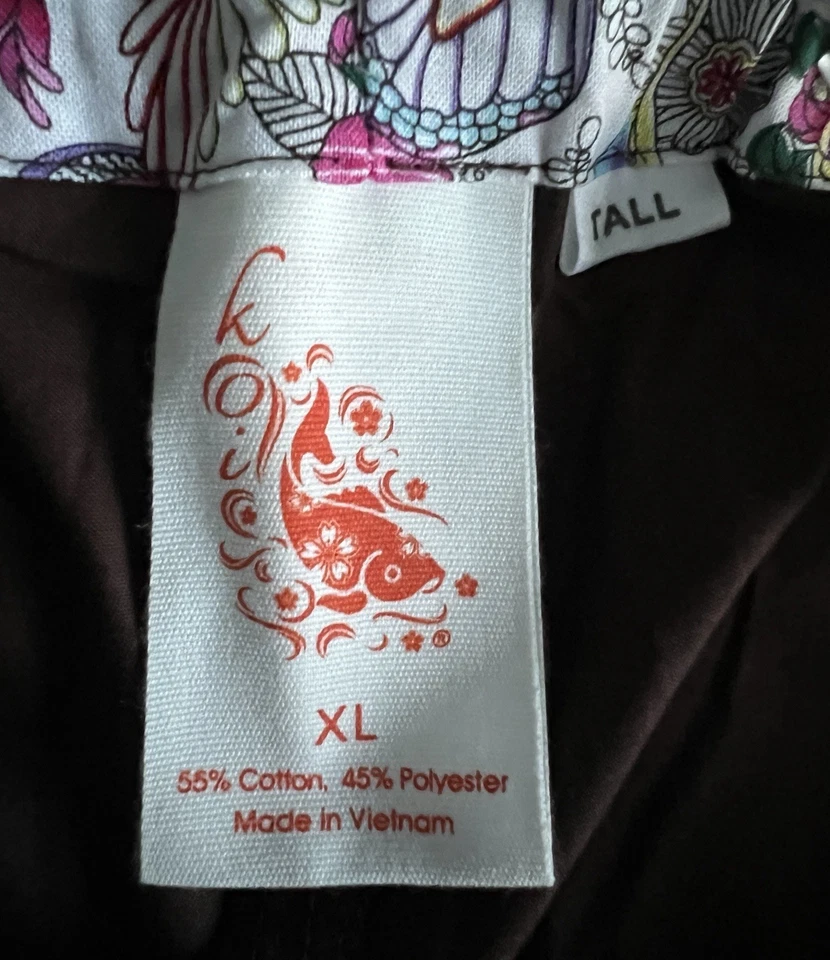 TALL
koi
®
XL
55% Cotton, 45% Polyester
Made in Vietnam